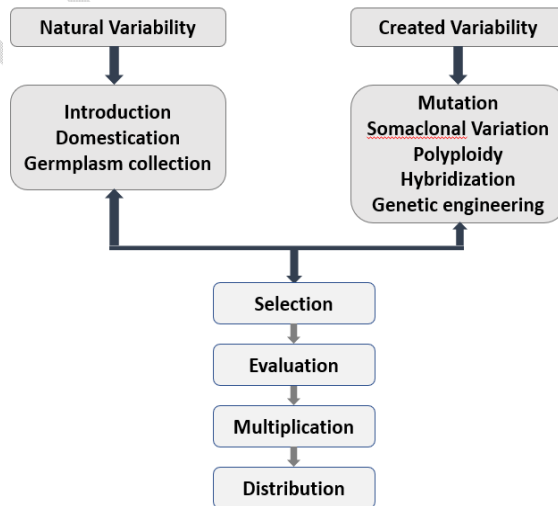 Natural Variability
Created Variability
Introduction
Domestication
Germplasm collection
Mutation
Somaclonal Variation
Polyploidy
Hybridization
Genetic engineering
Selection
Evaluation
Multiplication
Distribution